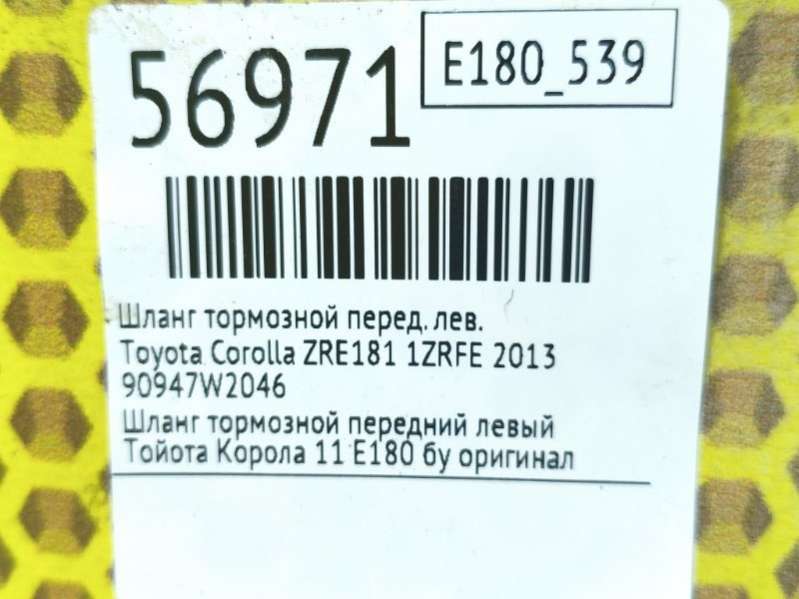 56971
E180_539
Шланг тормозной перед. лев.
Toyota Corolla ZRE181 1ZRFE 2013
90947W2046
Шланг тормозной передний левый
Тойота Корола 11 Е180 бу оригинал